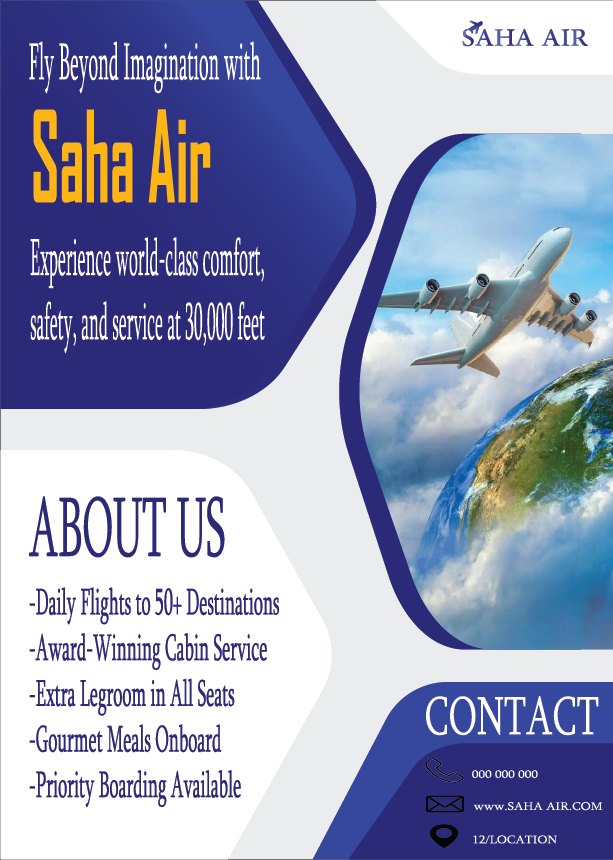 SAHA AIR
Fly Beyond Imagination with
Saha Air
Experience world-class comfort,
safety, and service at 30,000 feet
ABOUT US
-Daily Flights to 50+ Destinations
-Award-Winning Cabin Service
-Extra Legroom in All Seats
-Gourmet Meals Onboard
-Priority Boarding Available
CONTACT
000 000 000
www.SAHA AIR.COM
12/LOCATION